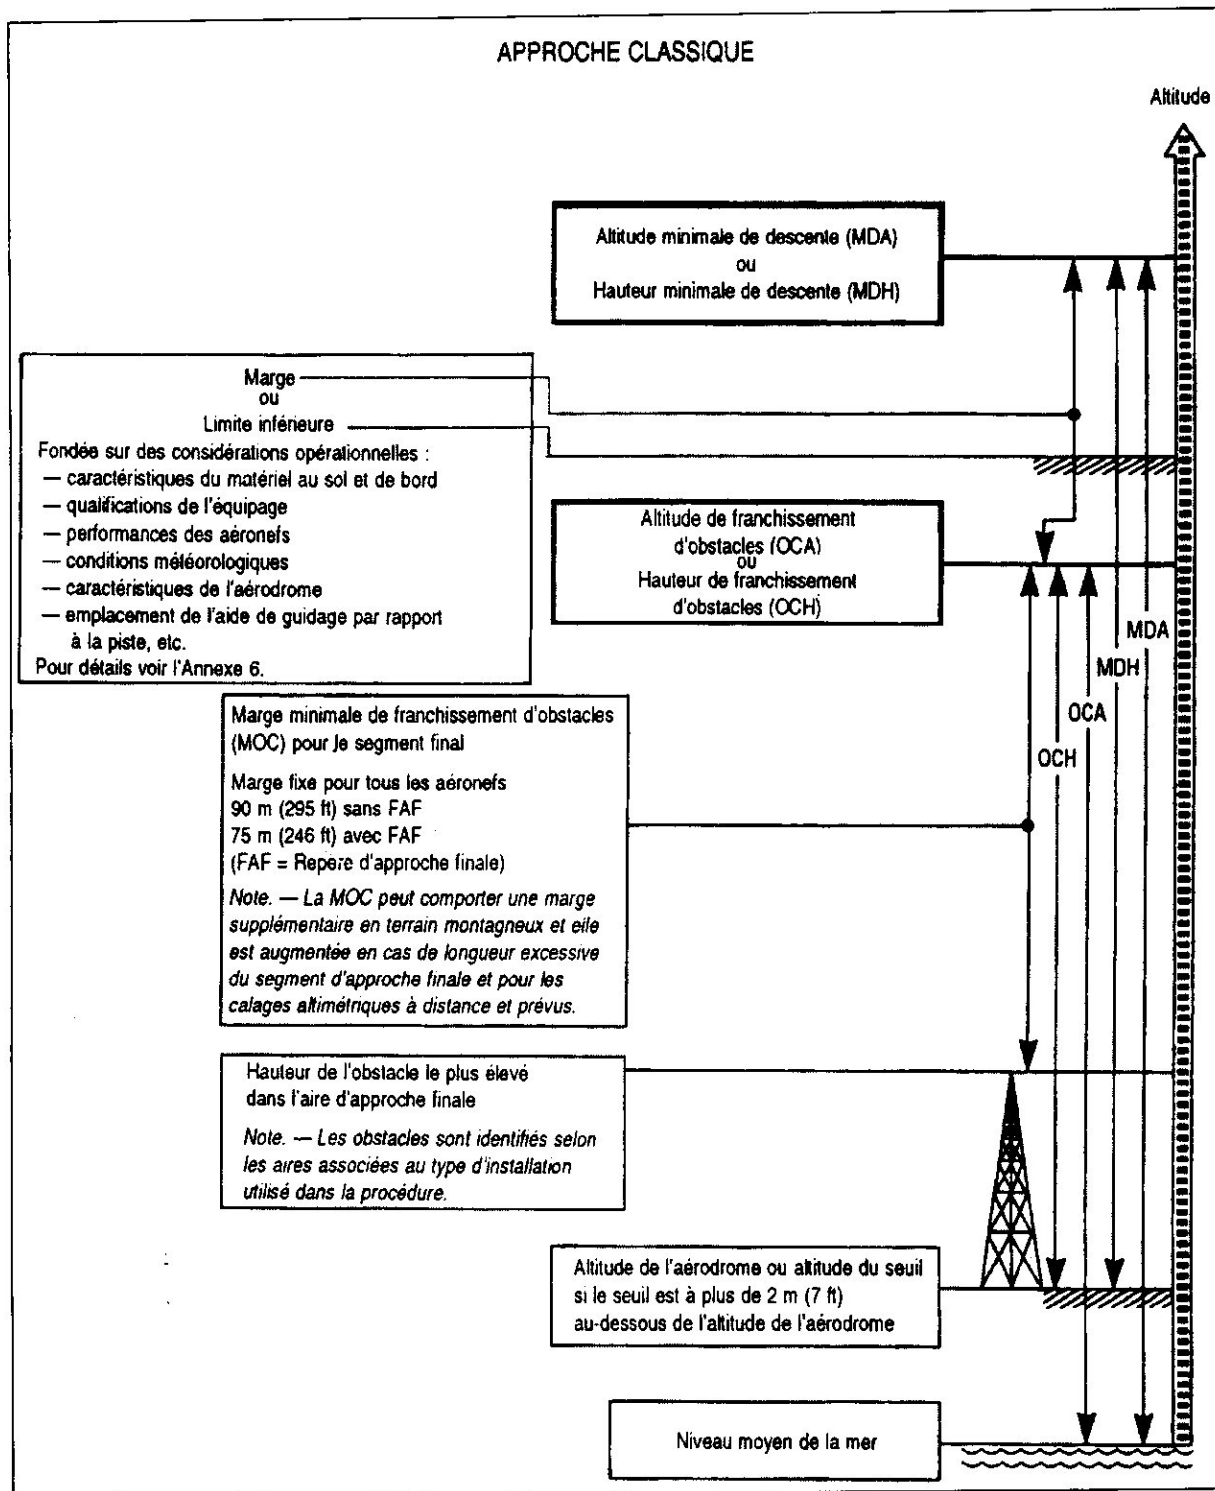 APPROCHE CLASSIQUE
Altitude
Altitude minimale de descente (MDA)
ou
Hauteur minimale de descente (MDH)
Marge
ou
Limite inférieure
Fondée sur des considérations opérationnelles :
— caractéristiques du matériel au sol et de bord
— qualifications de l'équipage
— performances des aéronefs
— conditions météorologiques
— caractéristiques de l'aérodrome
— emplacement de l'aide de guidage par rapport
à la piste, etc.
Pour détails voir l'Annexe 6.
Altitude de franchissement
d'obstacles (OCA)
ou
Hauteur de franchissement
d'obstacles (OCH)
MDA
MDH
OCA
OCH
Marge minimale de franchissement d'obstacles
(MOC) pour le segment final
Marge fixe pour tous les aéronefs
90 m (295 ft) sans FAF
75 m (246 ft) avec FAF
(FAF = Repère d'approche finale)
Note. — La MOC peut comporter une marge
supplémentaire en terrain montagneux et elle
est augmentée en cas de longueur excessive
du segment d'approche finale et pour les
calages altimétriques à distance et prévus.
Hauteur de l'obstacle le plus élevé
dans l'aire d'approche finale
Note. — Les obstacles sont identifiés selon
les aires associées au type d'installation
utilisé dans la procédure.
Altitude de l'aérodrome ou altitude du seuil
si le seuil est à plus de 2 m (7 ft)
au-dessous de l'altitude de l'aérodrome
Niveau moyen de la mer